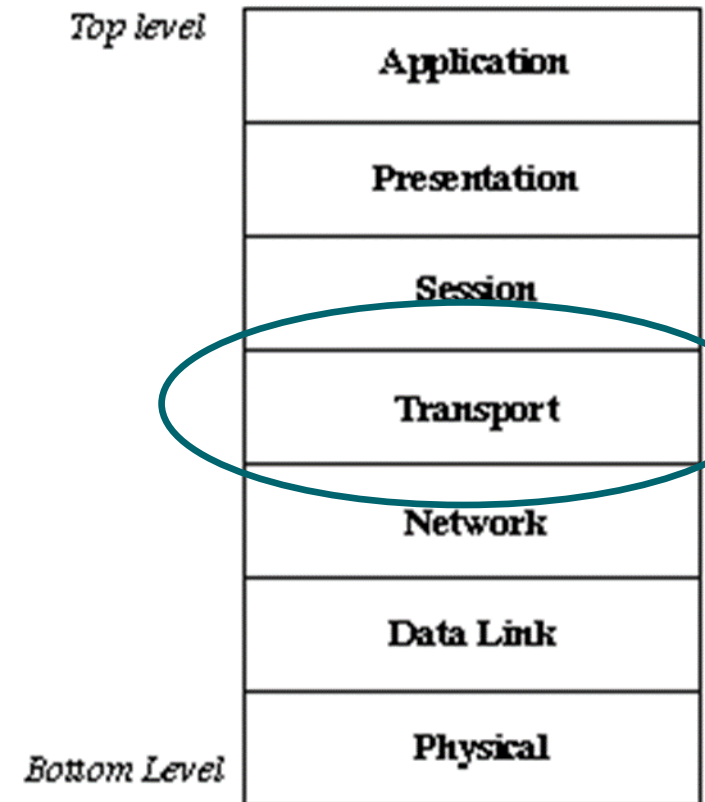 Top level
Application
Presentation
Session
Transport
Network
Data Link
Physical
Bottom Level